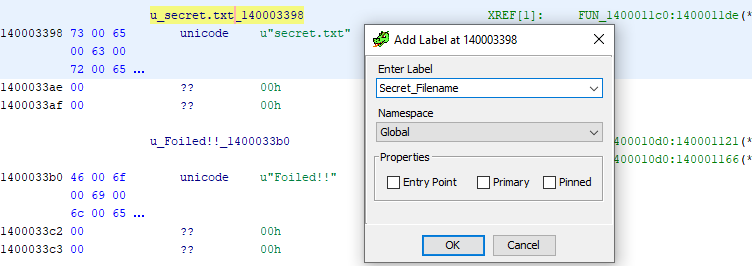 u_secret.txt_140003398 XREF[1]: FUN_1400011c0:1400011de(*
140003398 73 00 65 unicode u"secret.txt"
00 63 00
72 00 65 ...
1400033ae 00 ?? 00h
1400033af 00 ?? 00h
u_Foiled!!_1400033b0 400010d0:140001121(*
400010d0:140001166(*
1400033b0 46 00 6f unicode u"Foiled!!"
00 69 00
6c 00 65 ...
1400033c2 00 ?? 00h
1400033c3 00 ?? 00h
Add Label at 140003398
Enter Label
Secret_Filename
Namespace
Global
Properties
Entry Point Primary Pinned
OK Cancel